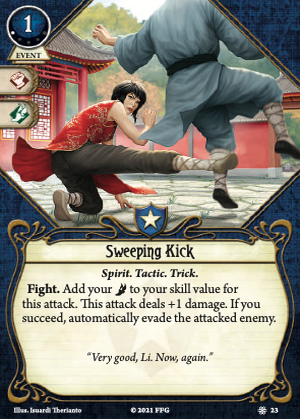 1
EVENT
Sweeping Kick
Spirit. Tactic. Trick.
Fight. Add your to your skill value for
this attack. This attack deals +1 damage. If you
succeed, automatically evade the attacked enemy.
"Very good, Li. Now, again."
Illus. Isuardi Therianto
© 2021 FFG
23